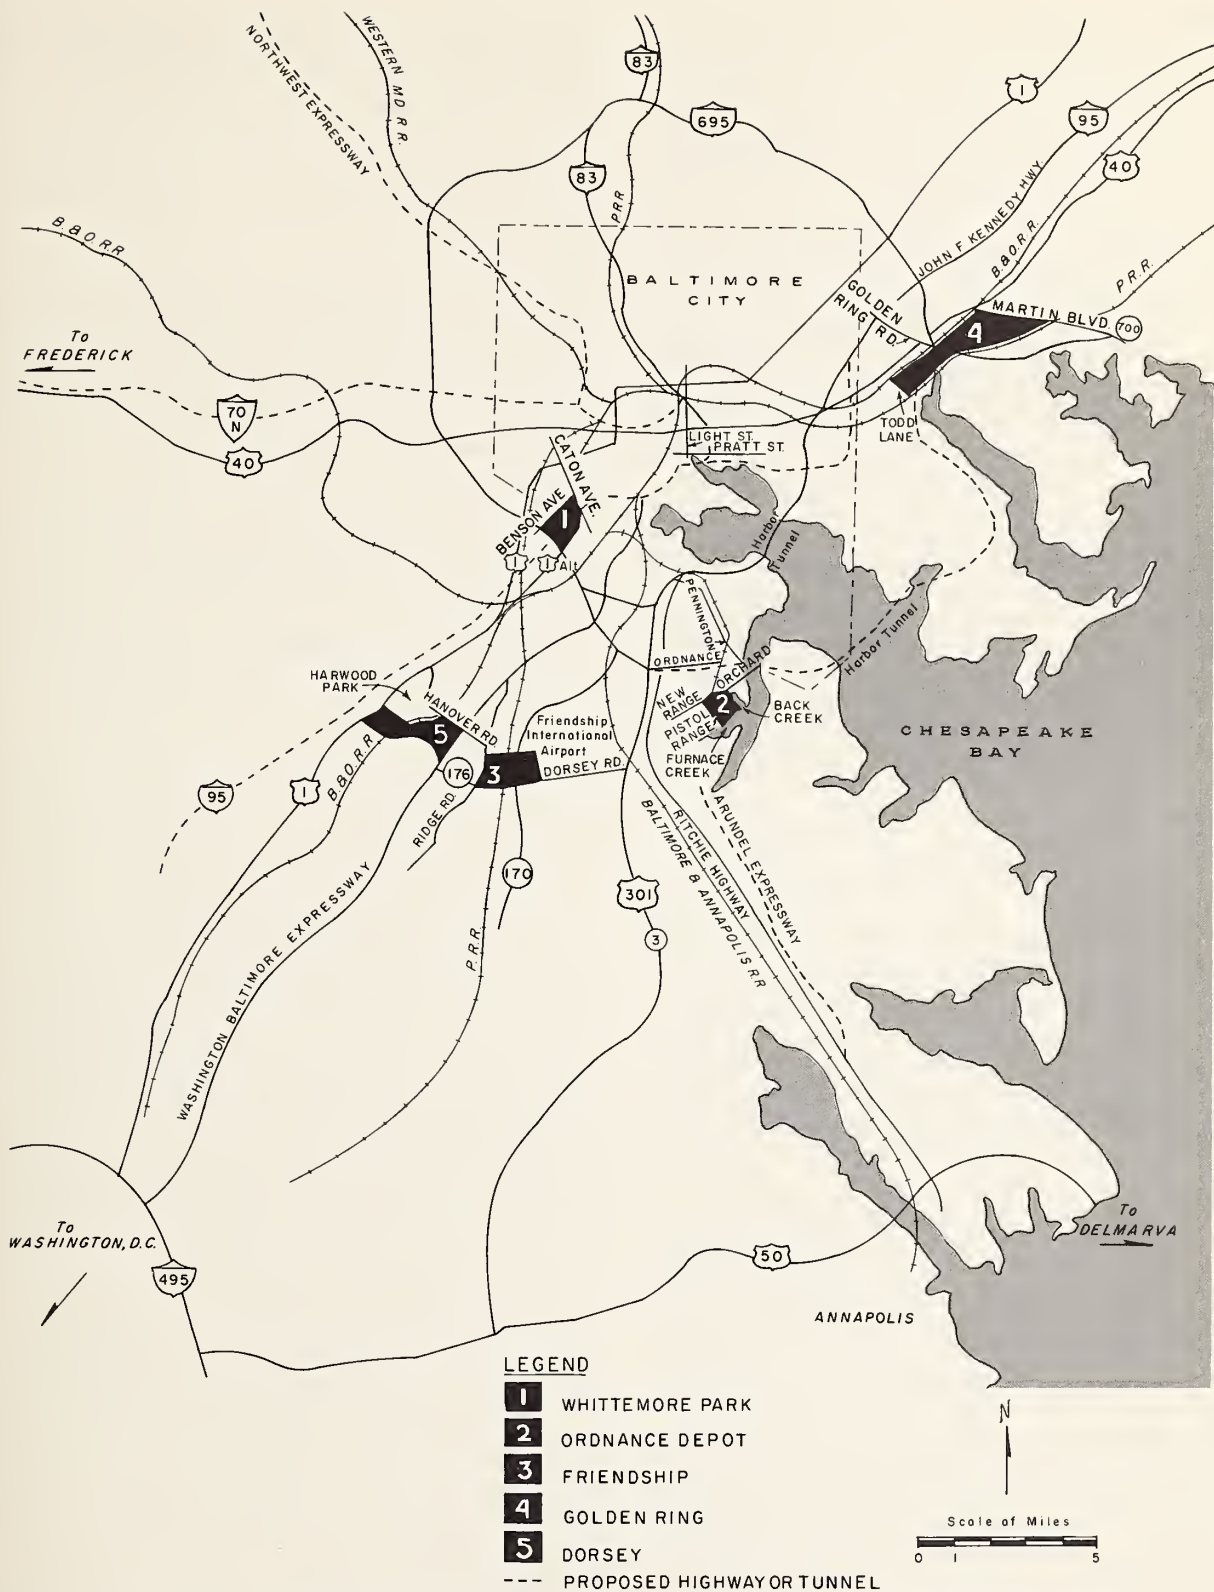 WESTERN MD R.R.
NORTHWEST EXPRESSWAY
83
695
1
95
40
83
PRR
JOHN F KENNEDY HWY.
B.&O.R.R.
P.R.R.
B.&O.R.R
BALTIMORE
CITY
GOLDEN
RING RD.
MARTIN BLVD.
700
4
To
FREDERICK
70
N
40
TODD
LANE
LIGHT ST.
PRATT ST.
CATON AVE.
BENSON AVE
1
1
1
Alt
Harbor
Tunnel
PENNINGTON
ORDNANCE
ORCHARD
Harbor Tunnel
HARWOOD
PARK
HANOVER RD.
NEW
RANGE
2
PISTOL
RANGE
BACK
CREEK
FURNACE
CREEK
5
Friendship
International
Airport
DORSEY RD.
176
3
CHESAPEAKE
BAY
95
1
B.&O.R.R
RIDGE RD.
170
301
3
BALTIMORE & ANNAPOLIS R.R
RITCHIE HIGHWAY
ARUNDEL EXPRESSWAY
WASHINGTON BALTIMORE EXPRESSWAY
P.R.R.
To
WASHINGTON, D.C.
495
50
To
DELMARVA
ANNAPOLIS
LEGEND
1 WHITTEMORE PARK
2 ORDNANCE DEPOT
3 FRIENDSHIP
4 GOLDEN RING
5 DORSEY
--- PROPOSED HIGHWAY OR TUNNEL
N
Scale of Miles
0 1 5